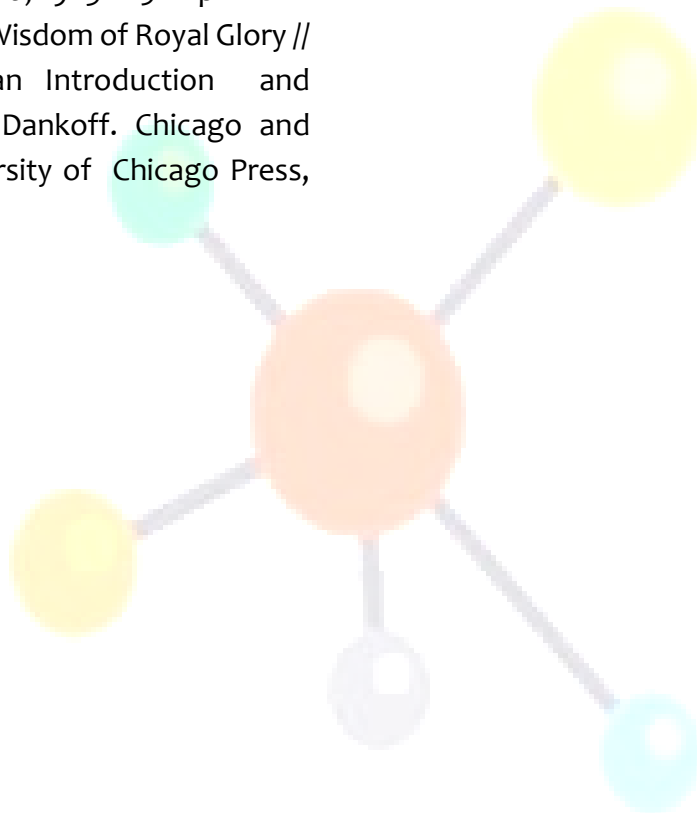 Wisdom of Royal Glory //
an Introduction and
Dankoff. Chicago and
rsity of Chicago Press,